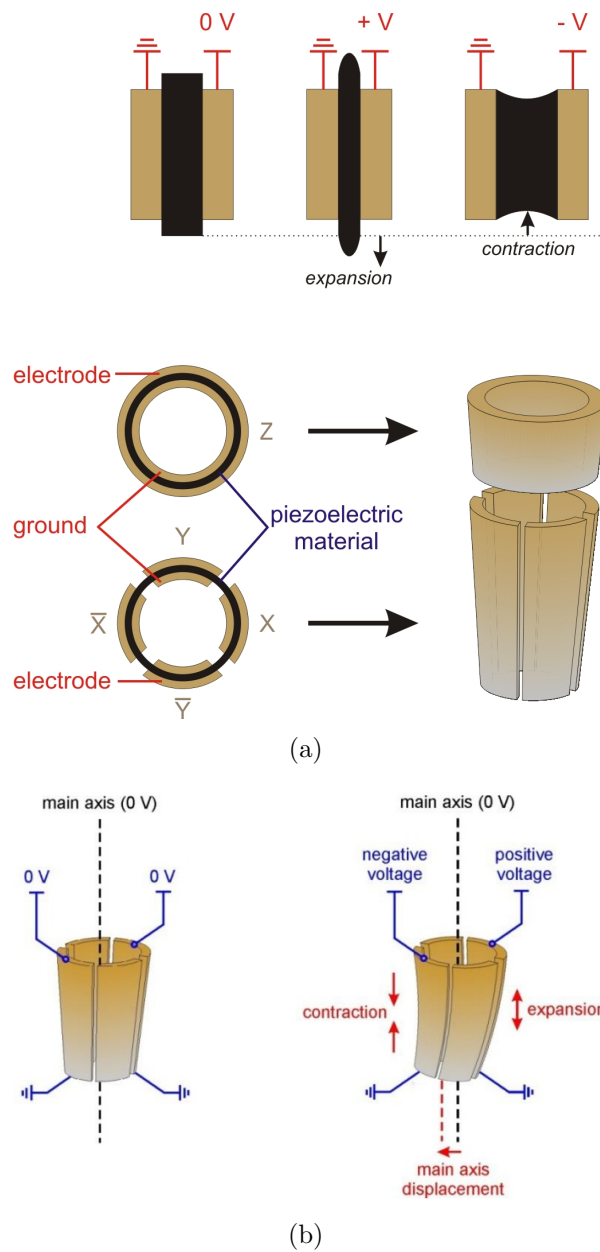 0 V
+ V
- V
expansion
contraction
electrode
Z
ground
Y
piezoelectric
material
X̅
X
electrode
Y̅
(a)
main axis (0 V)
main axis (0 V)
0 V
0 V
negative
voltage
positive
voltage
contraction
expansion
main axis
displacement
(b)